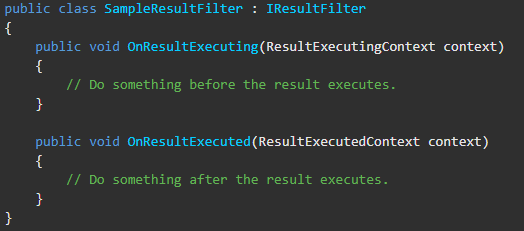 public class SampleResultFilter : IResultFilter
{
    public void OnResultExecuting(ResultExecutingContext context)
    {
        // Do something before the result executes.
    }

    public void OnResultExecuted(ResultExecutedContext context)
    {
        // Do something after the result executes.
    }
}